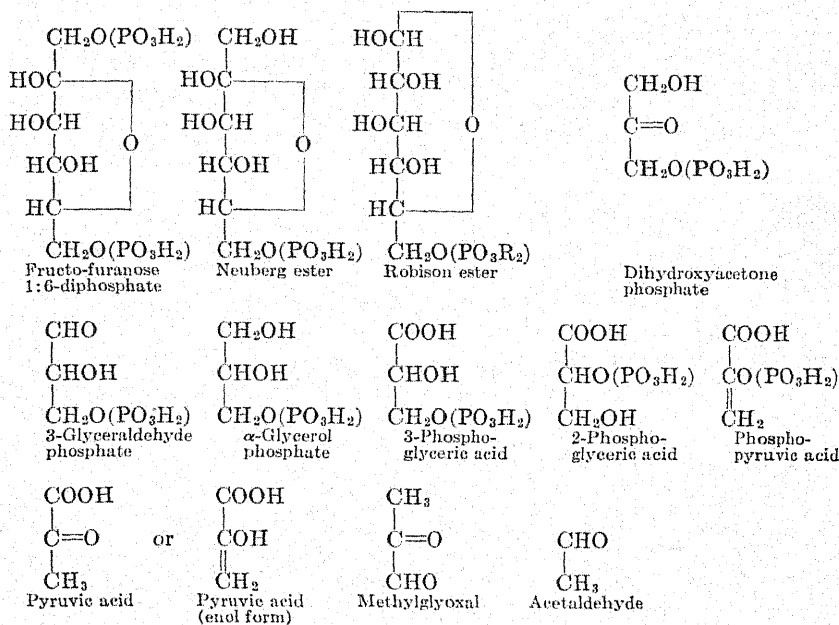 CH₂O(PO₃H₂)
HOC
HOCH
O
HCOH
HC
CH₂O(PO₃H₂)
Fructo-furanose
1:6-diphosphate
CH₂OH
HOC
HOCH
O
HCOH
HC
CH₂O(PO₃H₂)
Neuberg ester
HOCH
HCOH
HOCH
O
HCOH
HC
CH₂O(PO₃R₂)
Robison ester
CH₂OH
C=O
CH₂O(PO₃H₂)
Dihydroxyacetone
phosphate
CHO
CHOH
CH₂O(PO₃H₂)
3-Glyceraldehyde
phosphate
CH₂OH
CHOH
CH₂O(PO₃H₂)
α-Glycerol
phosphate
COOH
CHOH
CH₂O(PO₃H₂)
3-Phospho-
glyceric acid
COOH
CHO(PO₃H₂)
CH₂OH
2-Phospho-
glyceric acid
COOH
CO(PO₃H₂)
CH₂
Phospho-
pyruvic acid
COOH
C=O
CH₃
Pyruvic acid
or
COOH
COH
CH₂
Pyruvic acid
(enol form)
CH₃
C=O
CHO
Methylglyoxal
CHO
CH₃
Acetaldehyde